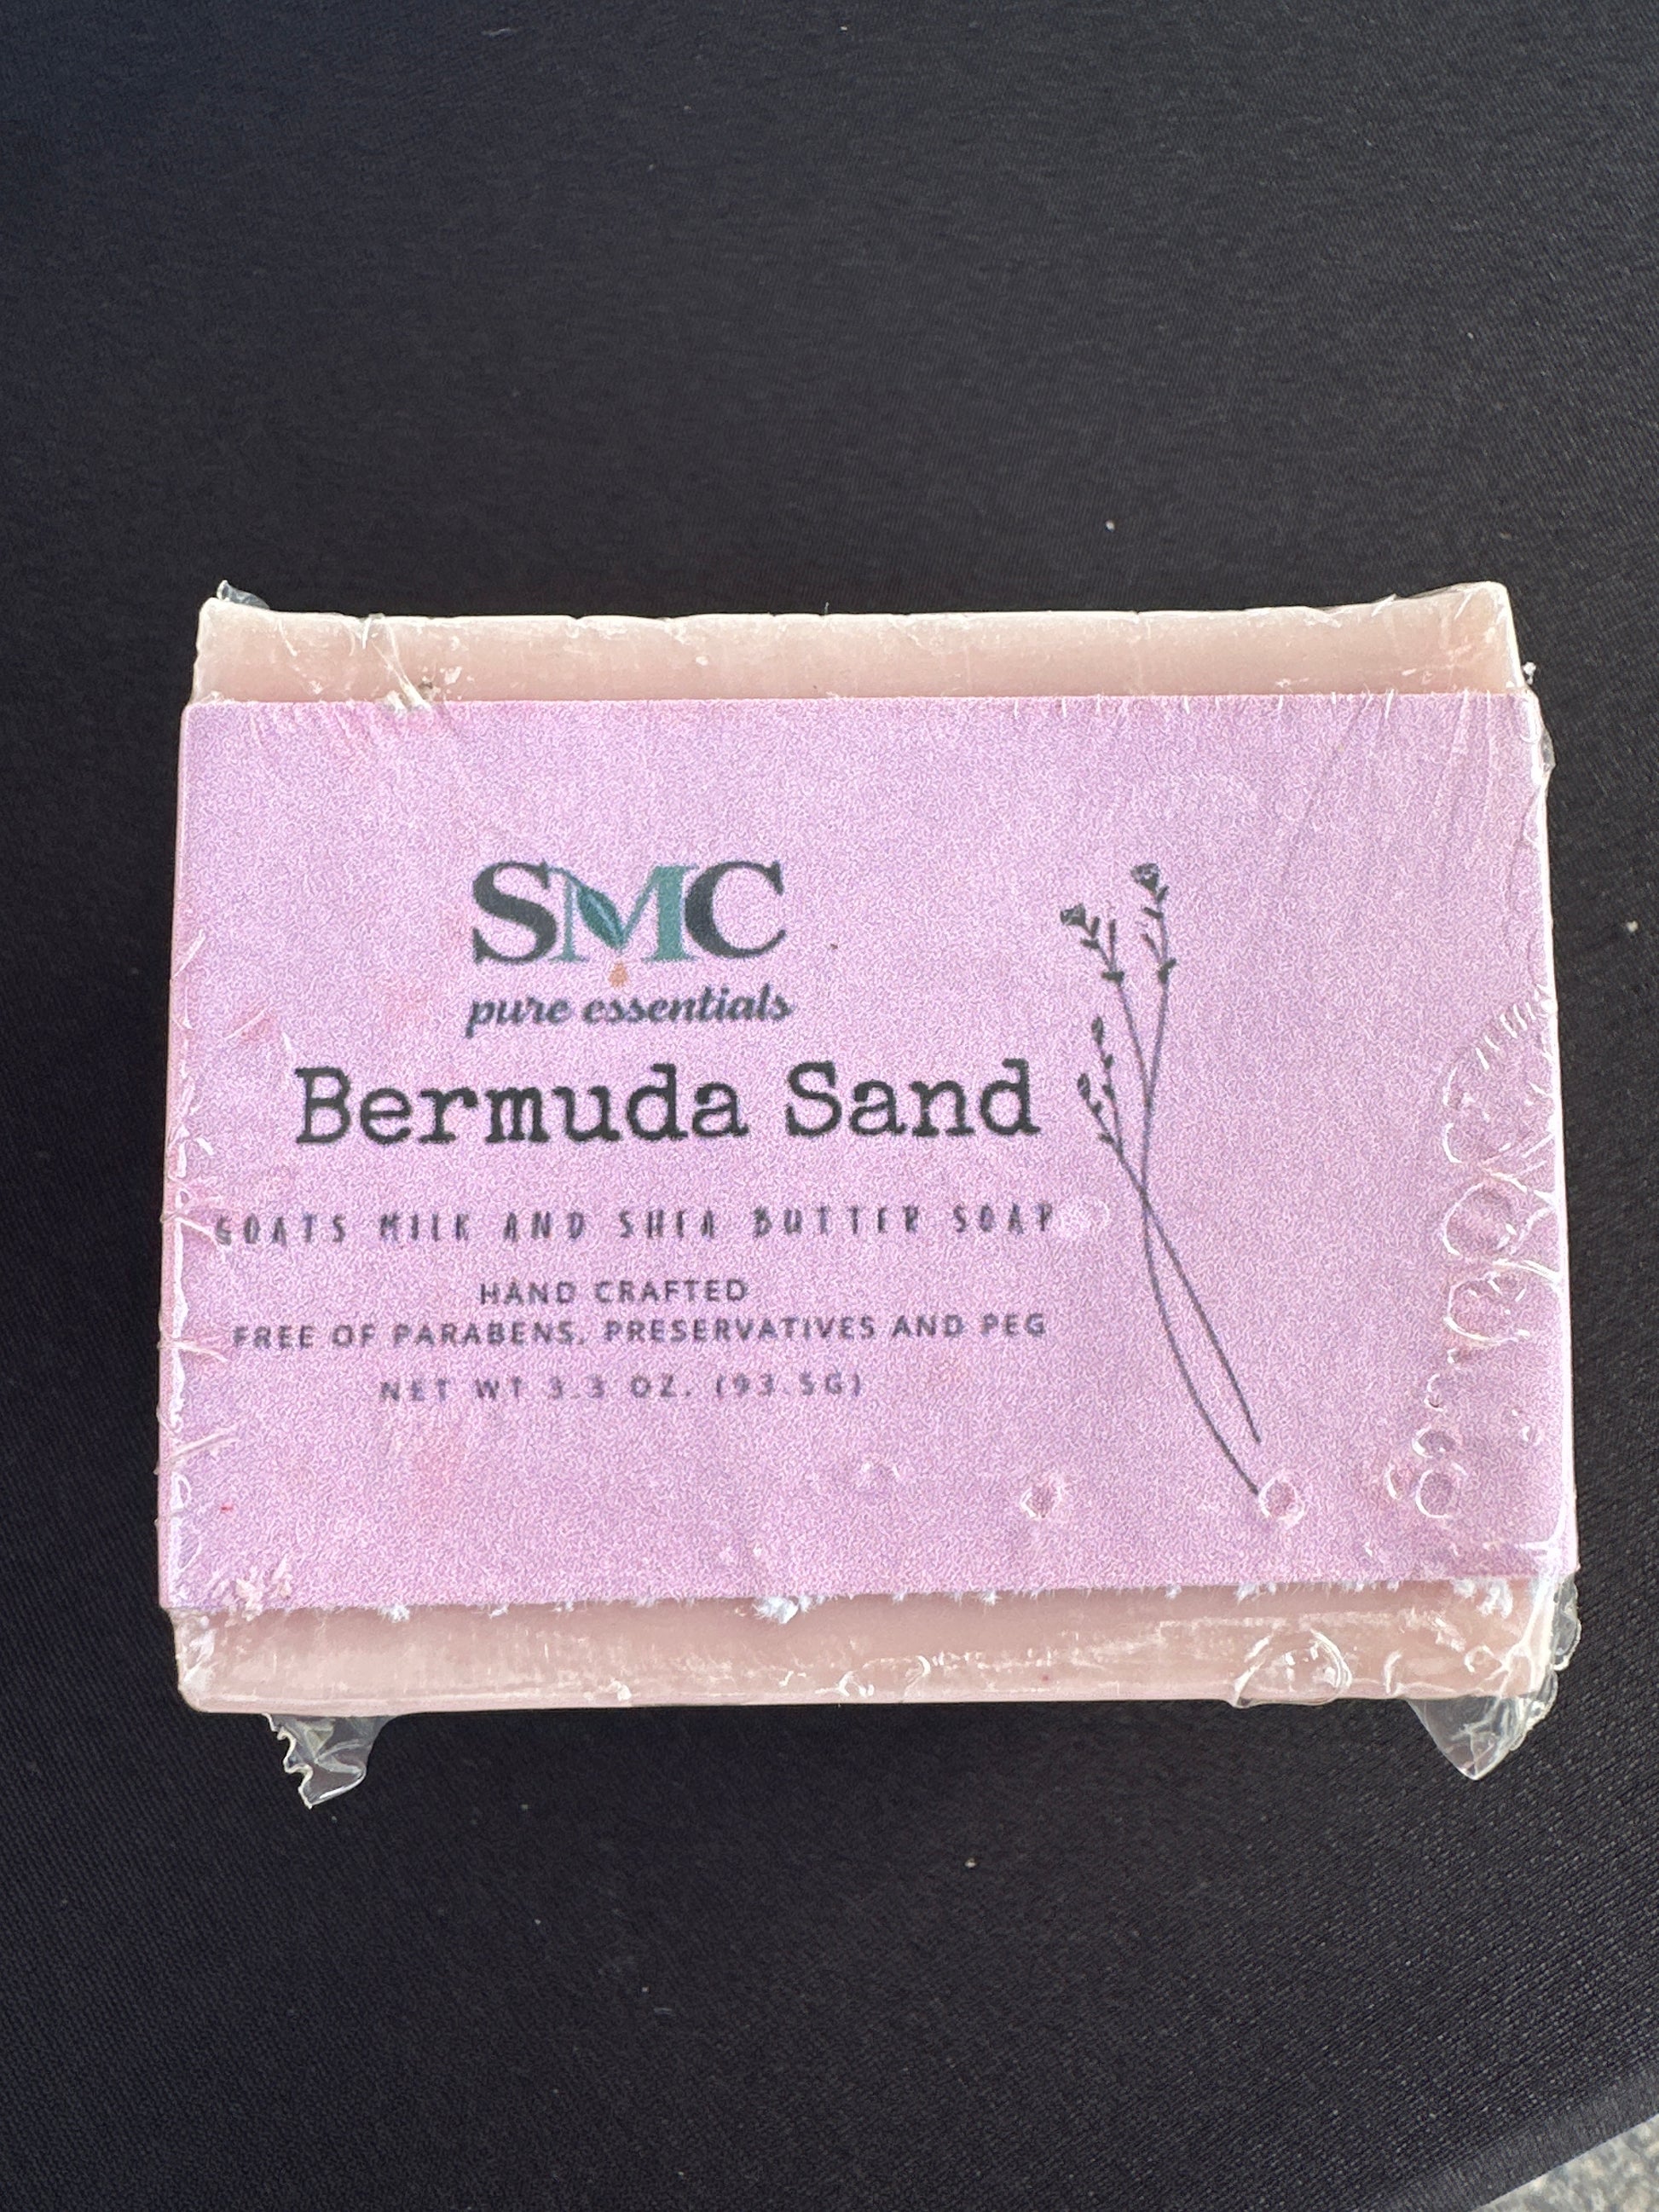 SMC
pure essentials
Bermuda Sand
GOATS MILK AND SHEA BUTTER SOAP
HAND CRAFTED
FREE OF PARABENS, PRESERVATIVES AND PEG
NET WT 3.3 OZ. (93.5G)